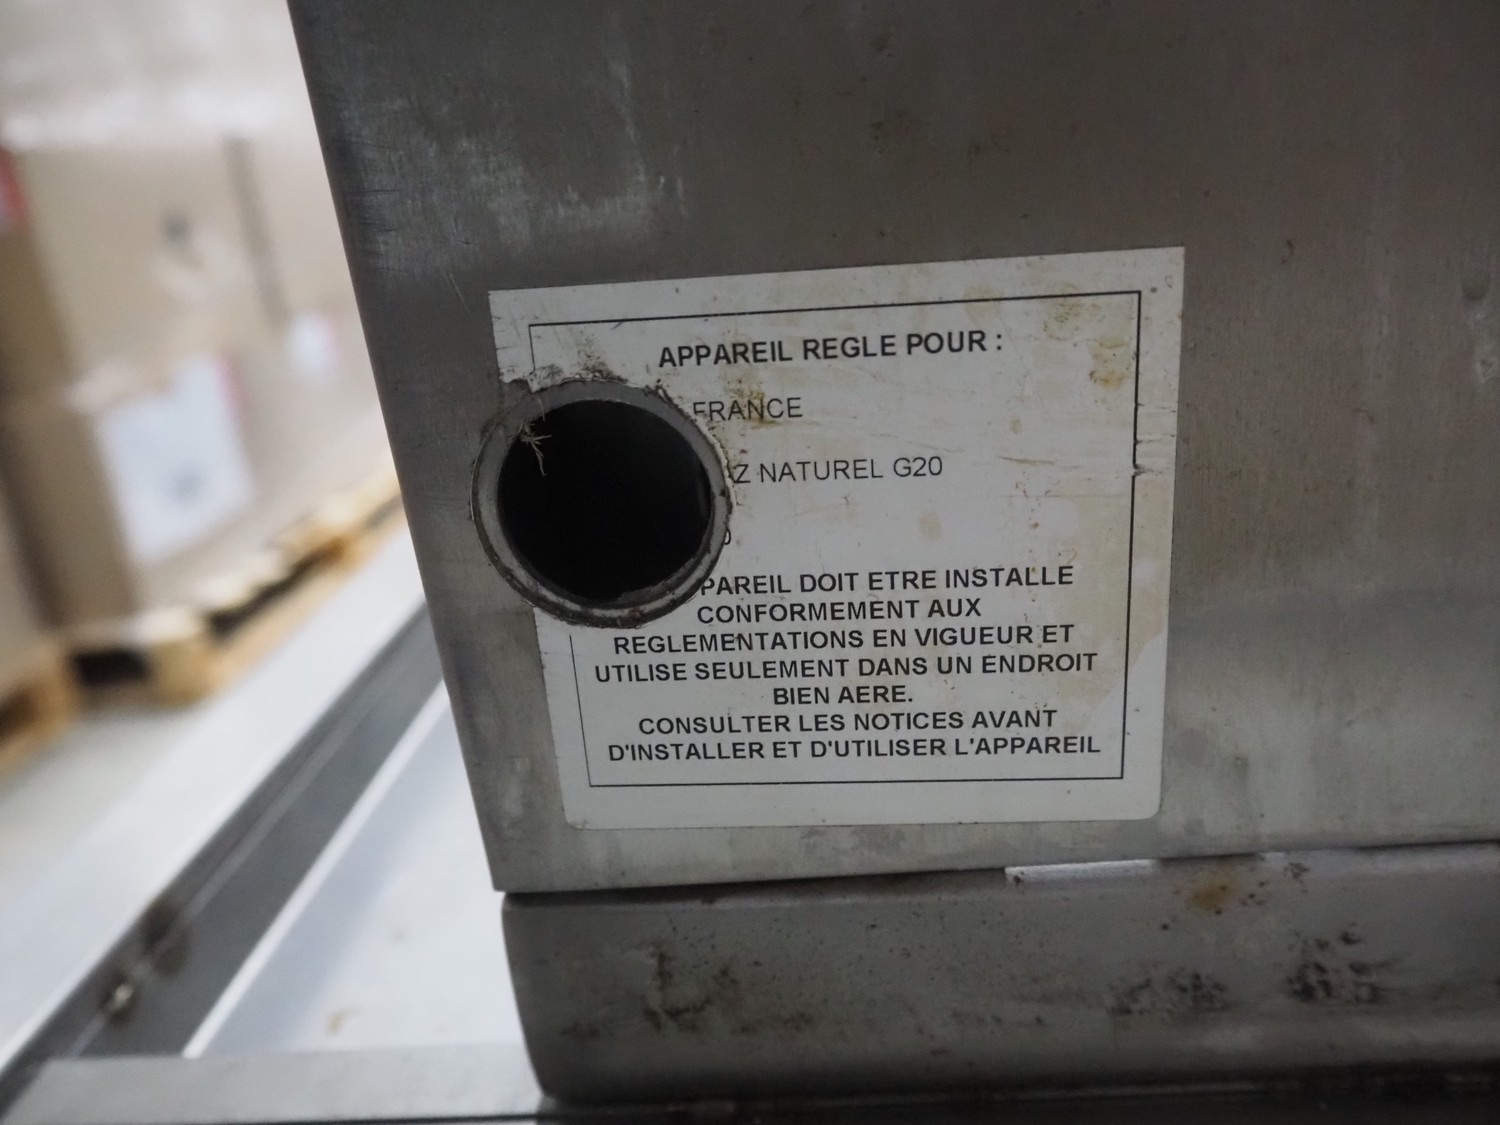 APPAREIL REGLE POUR :
FRANCE
Z NATUREL G20
PAREIL DOIT ETRE INSTALLE
CONFORMEMENT AUX
REGLEMENTATIONS EN VIGUEUR ET
UTILISE SEULEMENT DANS UN ENDROIT
BIEN AERE.
CONSULTER LES NOTICES AVANT
D'INSTALLER ET D'UTILISER L'APPAREIL